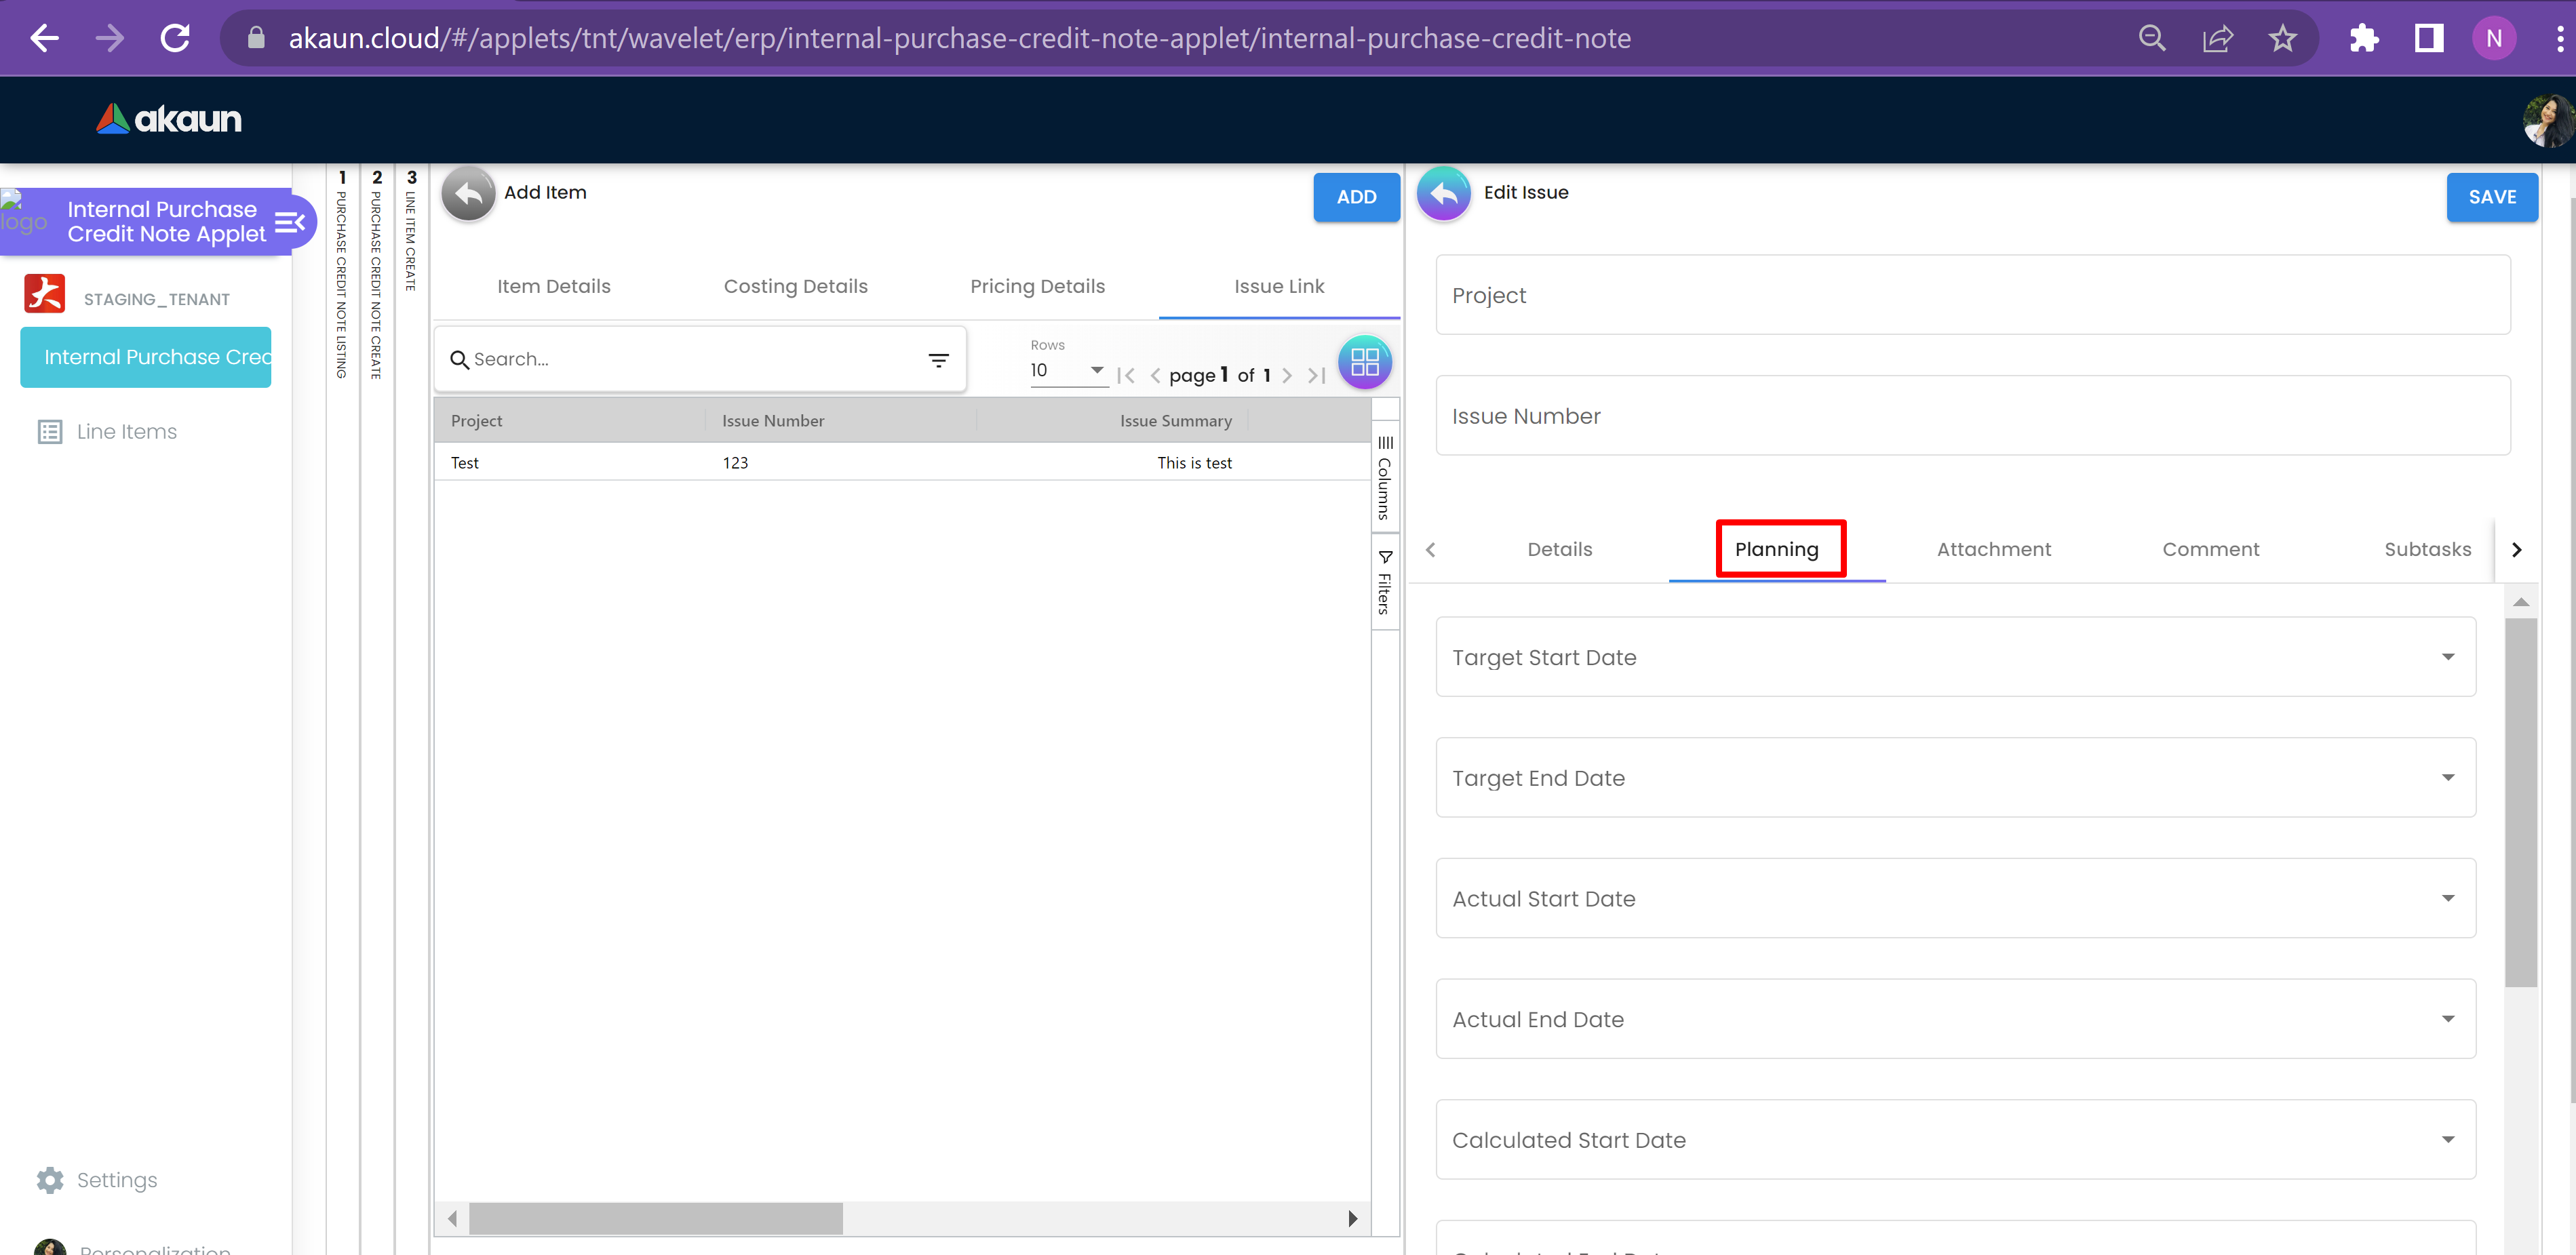 akaun.cloud/#/applets/tnt/wavelet/erp/internal-purchase-credit-note-applet/internal-purchase-credit-note
N
akaun
logo
Internal Purchase
Credit Note Applet
STAGING_TENANT
Internal Purchase Cred
Line Items
Settings
Personalization
1 PURCHASE CREDIT NOTE LISTING
2 PURCHASE CREDIT NOTE CREATE
3 LINE ITEM CREATE
Add Item
ADD
Item Details
Costing Details
Pricing Details
Issue Link
Search...
Rows
10
page 1 of 1
Project
Issue Number
Issue Summary
Test
123
This is test
Columns
Filters
Edit Issue
SAVE
Project
Issue Number
Details
Planning
Attachment
Comment
Subtasks
Target Start Date
Target End Date
Actual Start Date
Actual End Date
Calculated Start Date